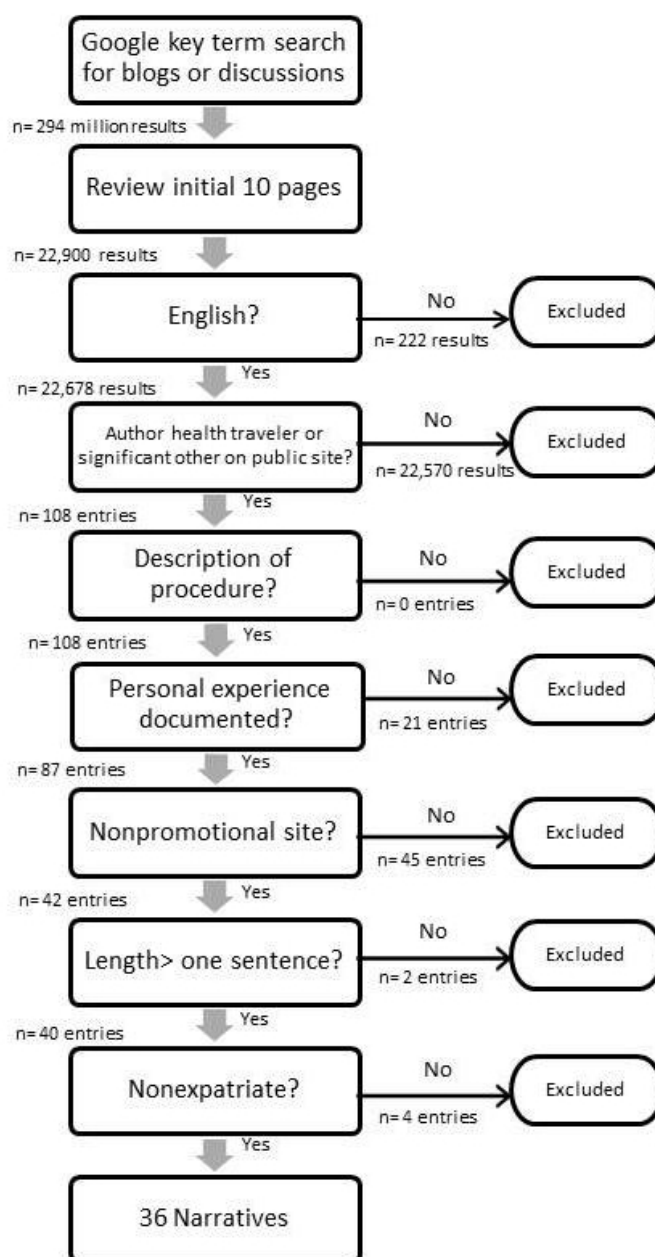 Google key term search
for blogs or discussions
n= 294 million results
Review initial 10 pages
n= 22,900 results
English?
No
n= 222 results
Excluded
Yes
n= 22,678 results
Author health traveler or
significant other on public site?
No
n= 22,570 results
Excluded
Yes
n= 108 entries
Description of
procedure?
No
n= 0 entries
Excluded
Yes
n= 108 entries
Personal experience
documented?
No
n= 21 entries
Excluded
Yes
n= 87 entries
Nonpromotional site?
No
n= 45 entries
Excluded
Yes
n= 42 entries
Length> one sentence?
No
n= 2 entries
Excluded
Yes
n= 40 entries
Nonexpatriate?
No
n= 4 entries
Excluded
Yes
36 Narratives